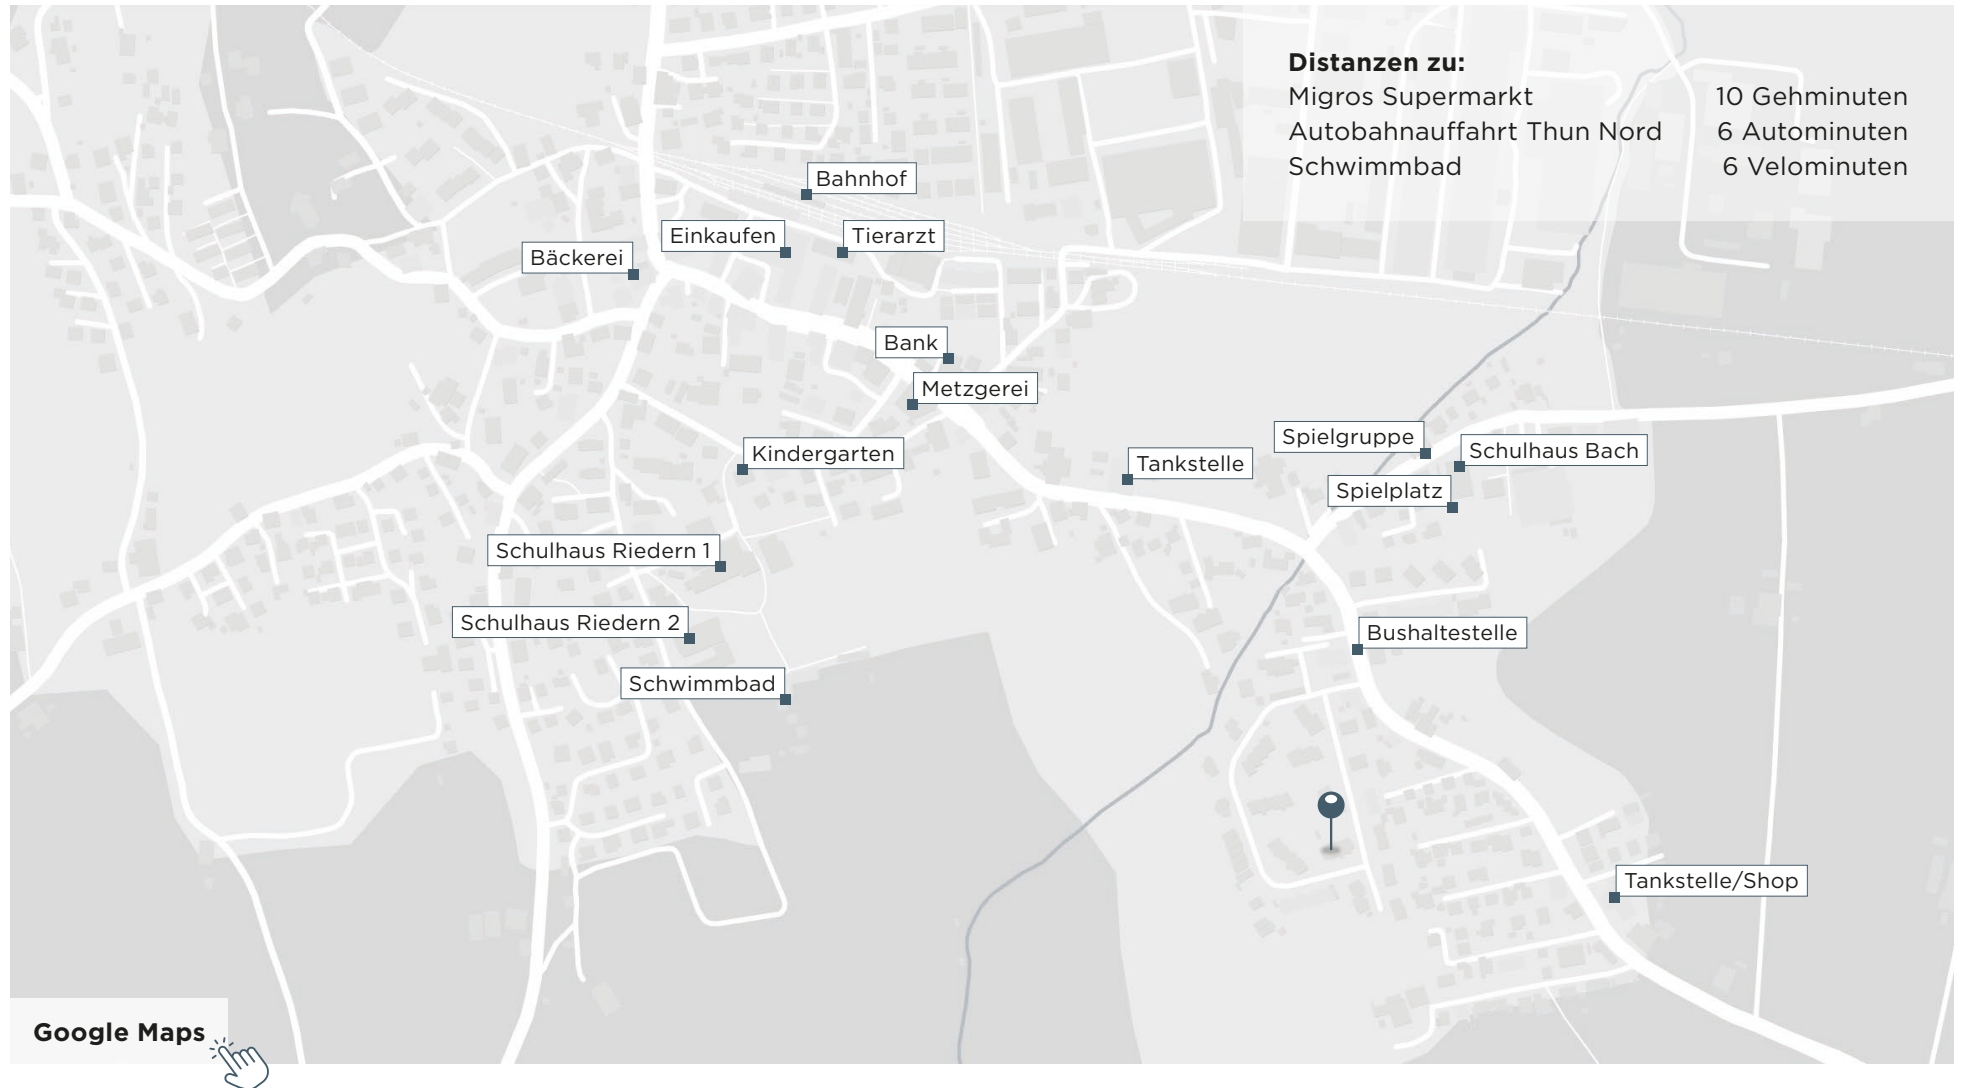 Distanzen zu:
Migros Supermarkt 10 Gehminuten
Autobahnauffahrt Thun Nord 6 Autominuten
Schwimmbad 6 Velominuten
Bahnhof
Einkaufen
Tierarzt
Bäckerei
Bank
Metzgerei
Kindergarten
Tankstelle
Spielgruppe
Schulhaus Bach
Spielplatz
Schulhaus Riedern 1
Schulhaus Riedern 2
Bushaltestelle
Schwimmbad
Tankstelle/Shop
Google Maps